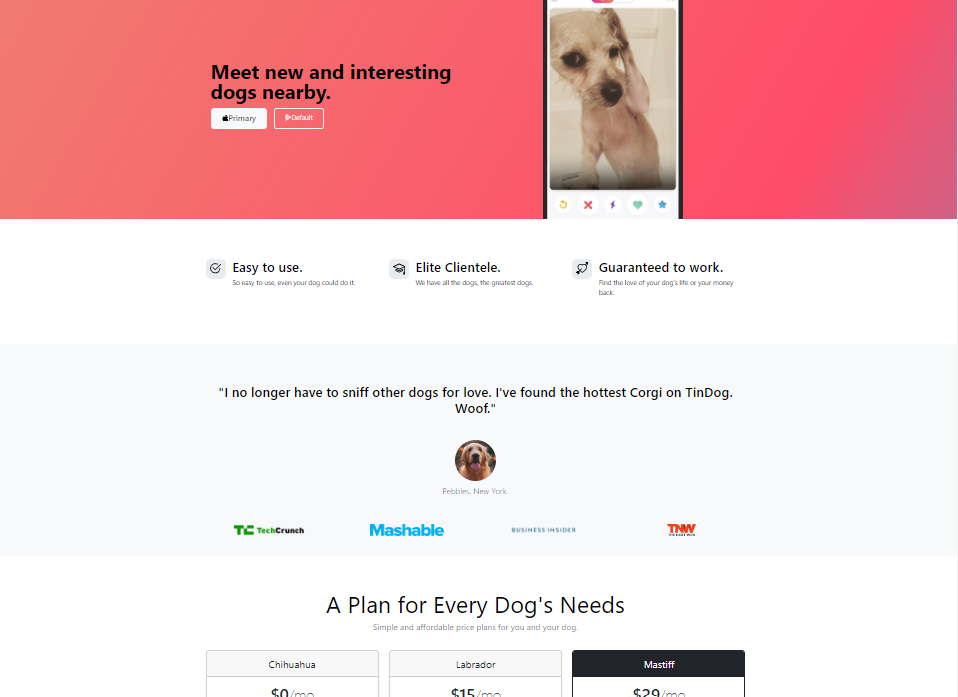 Meet new and interesting
dogs nearby.
Primary
Default
Easy to use.
So easy to use, even your dog could do it.
Elite Clientele.
We have all the dogs, the greatest dogs.
Guaranteed to work.
Find the love of your dog's life or your money
back.
"I no longer have to sniff other dogs for love. I've found the hottest Corgi on TinDog.
Woof."
Pebbles, New York.
TC TechCrunch
Mashable
BUSINESS INSIDER
TNW
A Plan for Every Dog's Needs
Simple and affordable price plans for you and your dog.
Chihuahua
Labrador
Mastiff
$0/mo
$15/mo
$29/mo